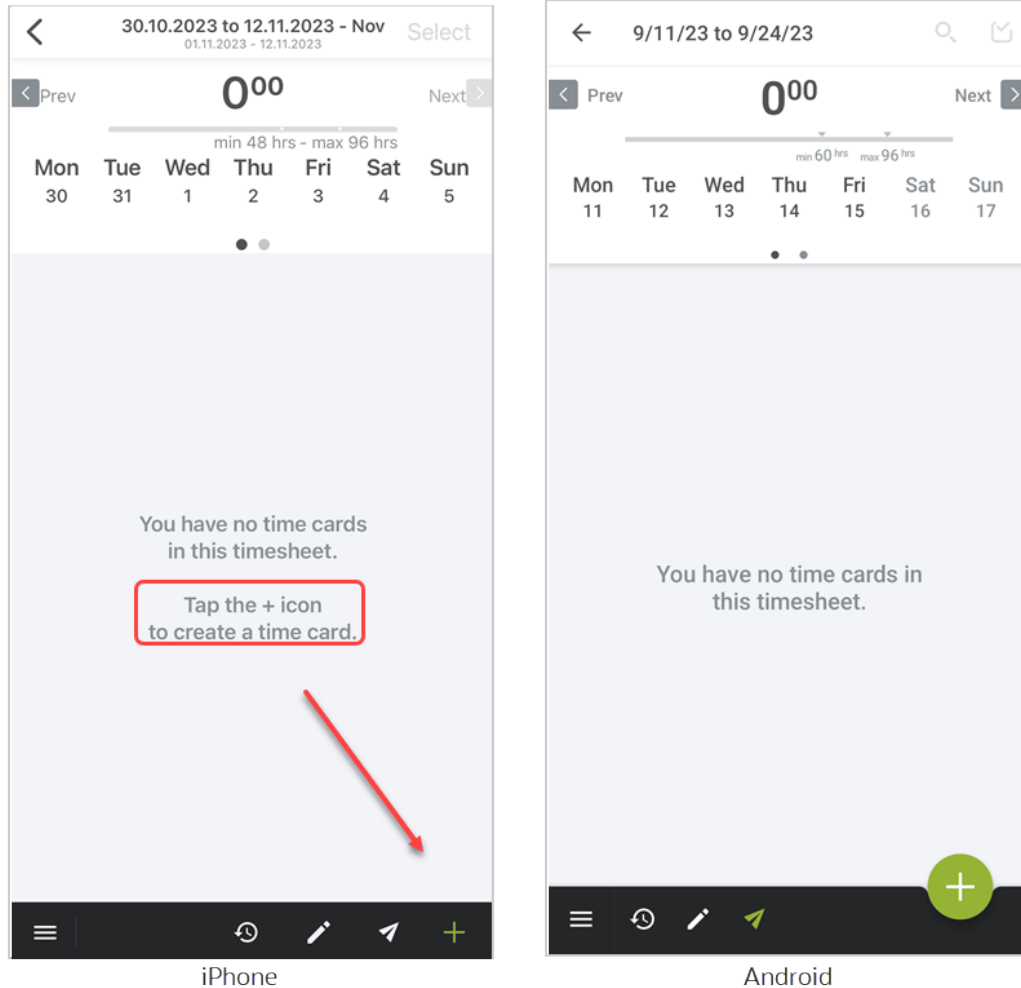 30.10.2023 to 12.11.2023 - Nov
Select
01.11.2023 - 12.11.2023
Prev
000
Next
min 48 hrs - max 96 hrs
Mon Tue Wed Thu Fri Sat Sun
30 31 1 2 3 4 5
You have no time cards
in this timesheet.
Tap the + icon
to create a time card.
iPhone
9/11/23 to 9/24/23
Prev
000
Next
min 60 hrs max 96 hrs
Mon Tue Wed Thu Fri Sat Sun
11 12 13 14 15 16 17
You have no time cards in
this timesheet.
Android